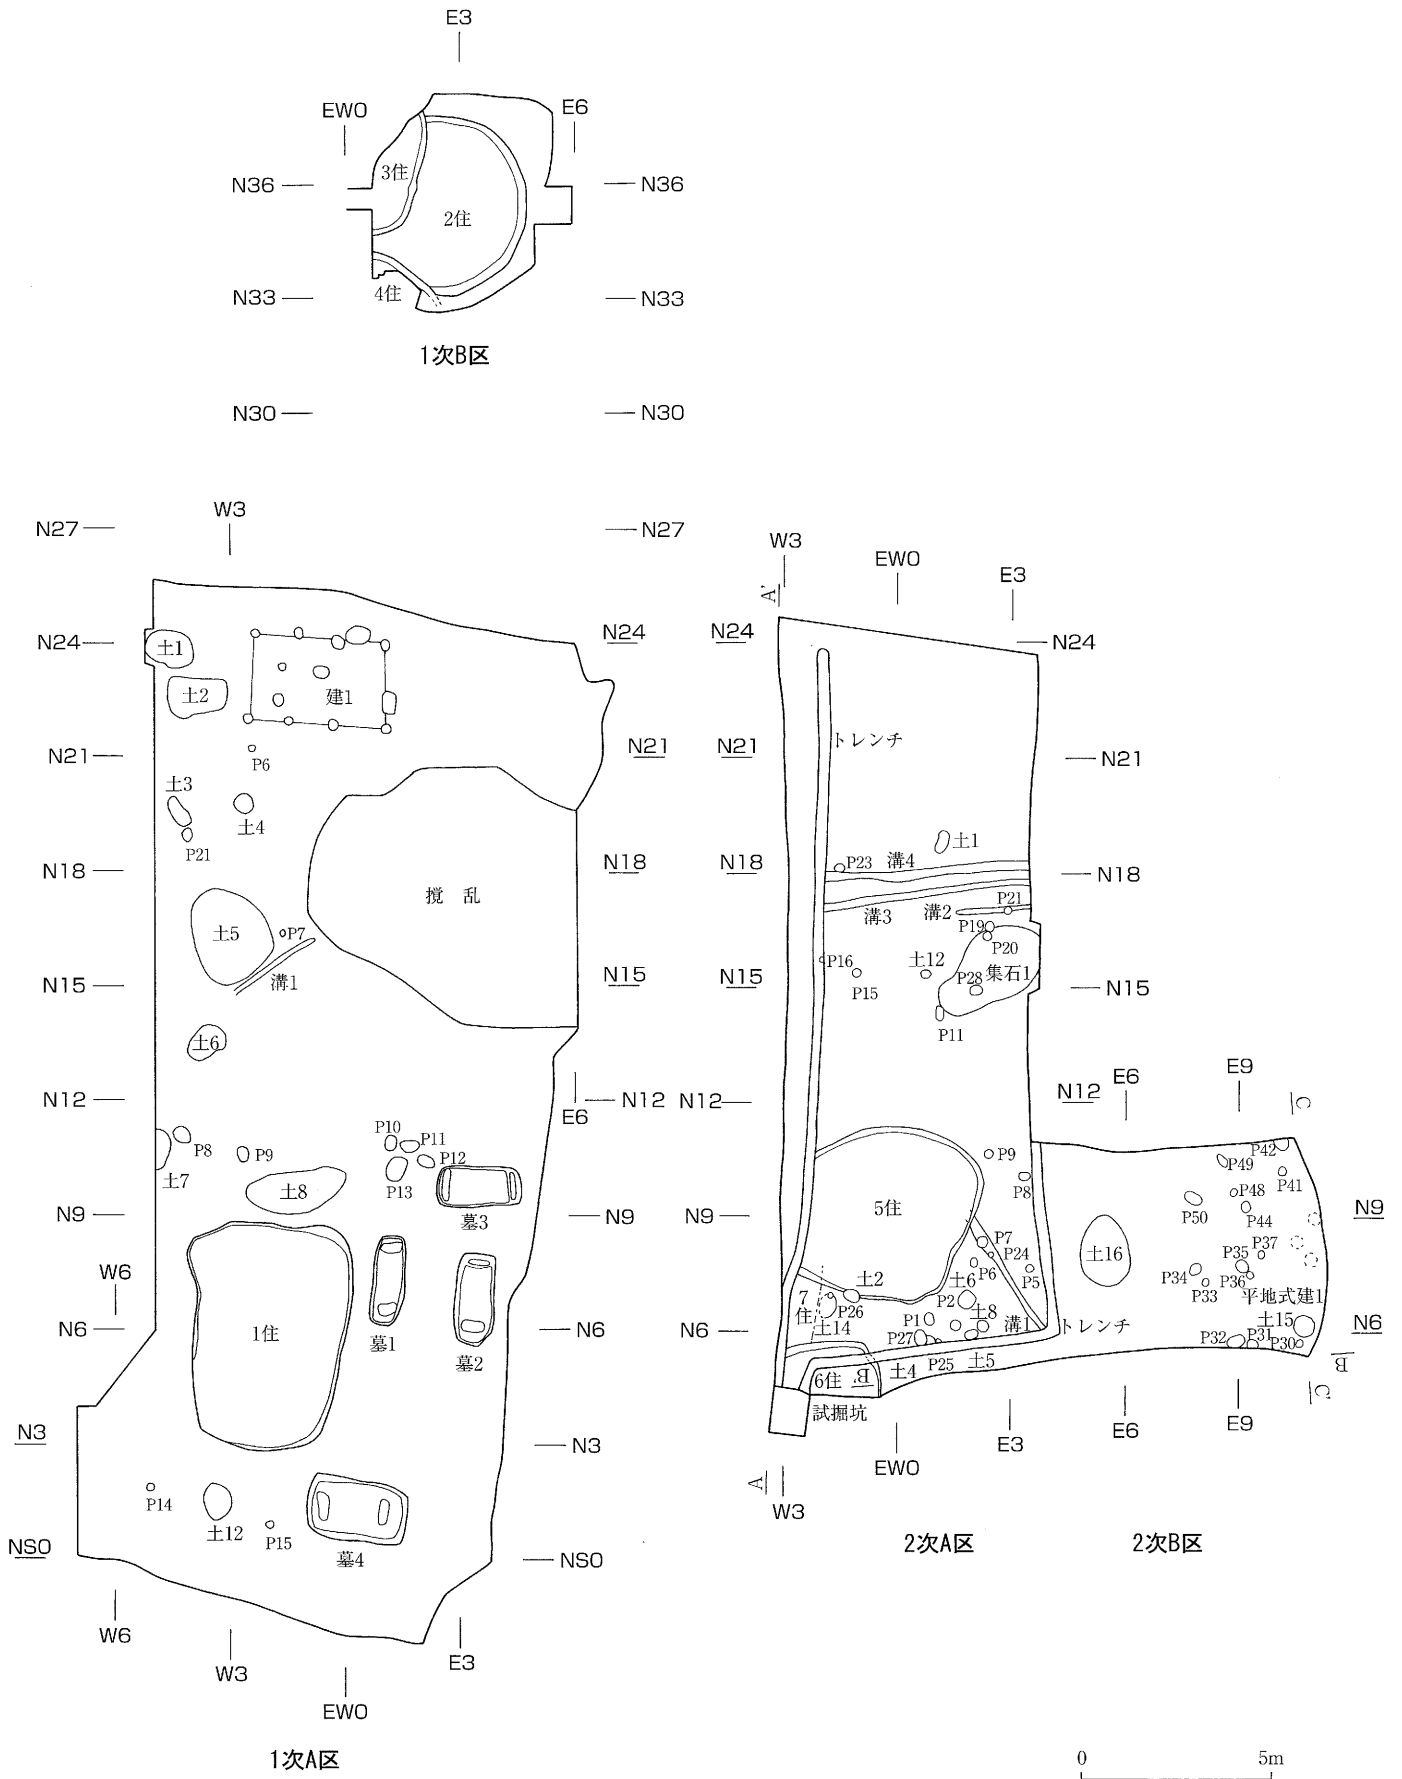 E3
EW0
E6
N36
3住
N36
2住
N33
4住
N33
1次B区
N30
N30
W3
N27
N27
N24
土1
土2
建1
N24
N21
P6
N21
土3
土4
P21
N18
N18
撹 乱
土5
P7
N15
溝1
N15
土6
N12
E6
N12
P8
土7
P9
土8
P10
P11
P12
P13
墓3
N9
N9
W6
N6
1住
墓1
墓2
N6
N3
N3
P14
土12
P15
墓4
NS0
NS0
W6
W3
EW0
E3
1次A区
W3
A'
EW0
E3
N24
N24
トレンチ
N21
N21
土1
P23
溝4
N18
N18
溝3
溝2
P21
P19
P20
P16
P15
土12
P28
集石1
N15
N15
P11
N12
N12
E6
E9
C
P9
P8
5住
P42
P49
P41
P48
P50
P44
N9
N9
P7
P24
P6
P5
土6
土16
P37
P35
P34
P36
P33
平地式建1
7住
土2
P26
土14
P2
土8
P1
溝1
P27
N6
トレンチ
土15
P32
P31
P30
N6
6住
B'
土4
P25
土5
B
C'
試掘坑
E3
E6
E9
EW0
A
W3
2次A区
2次B区
0
5m